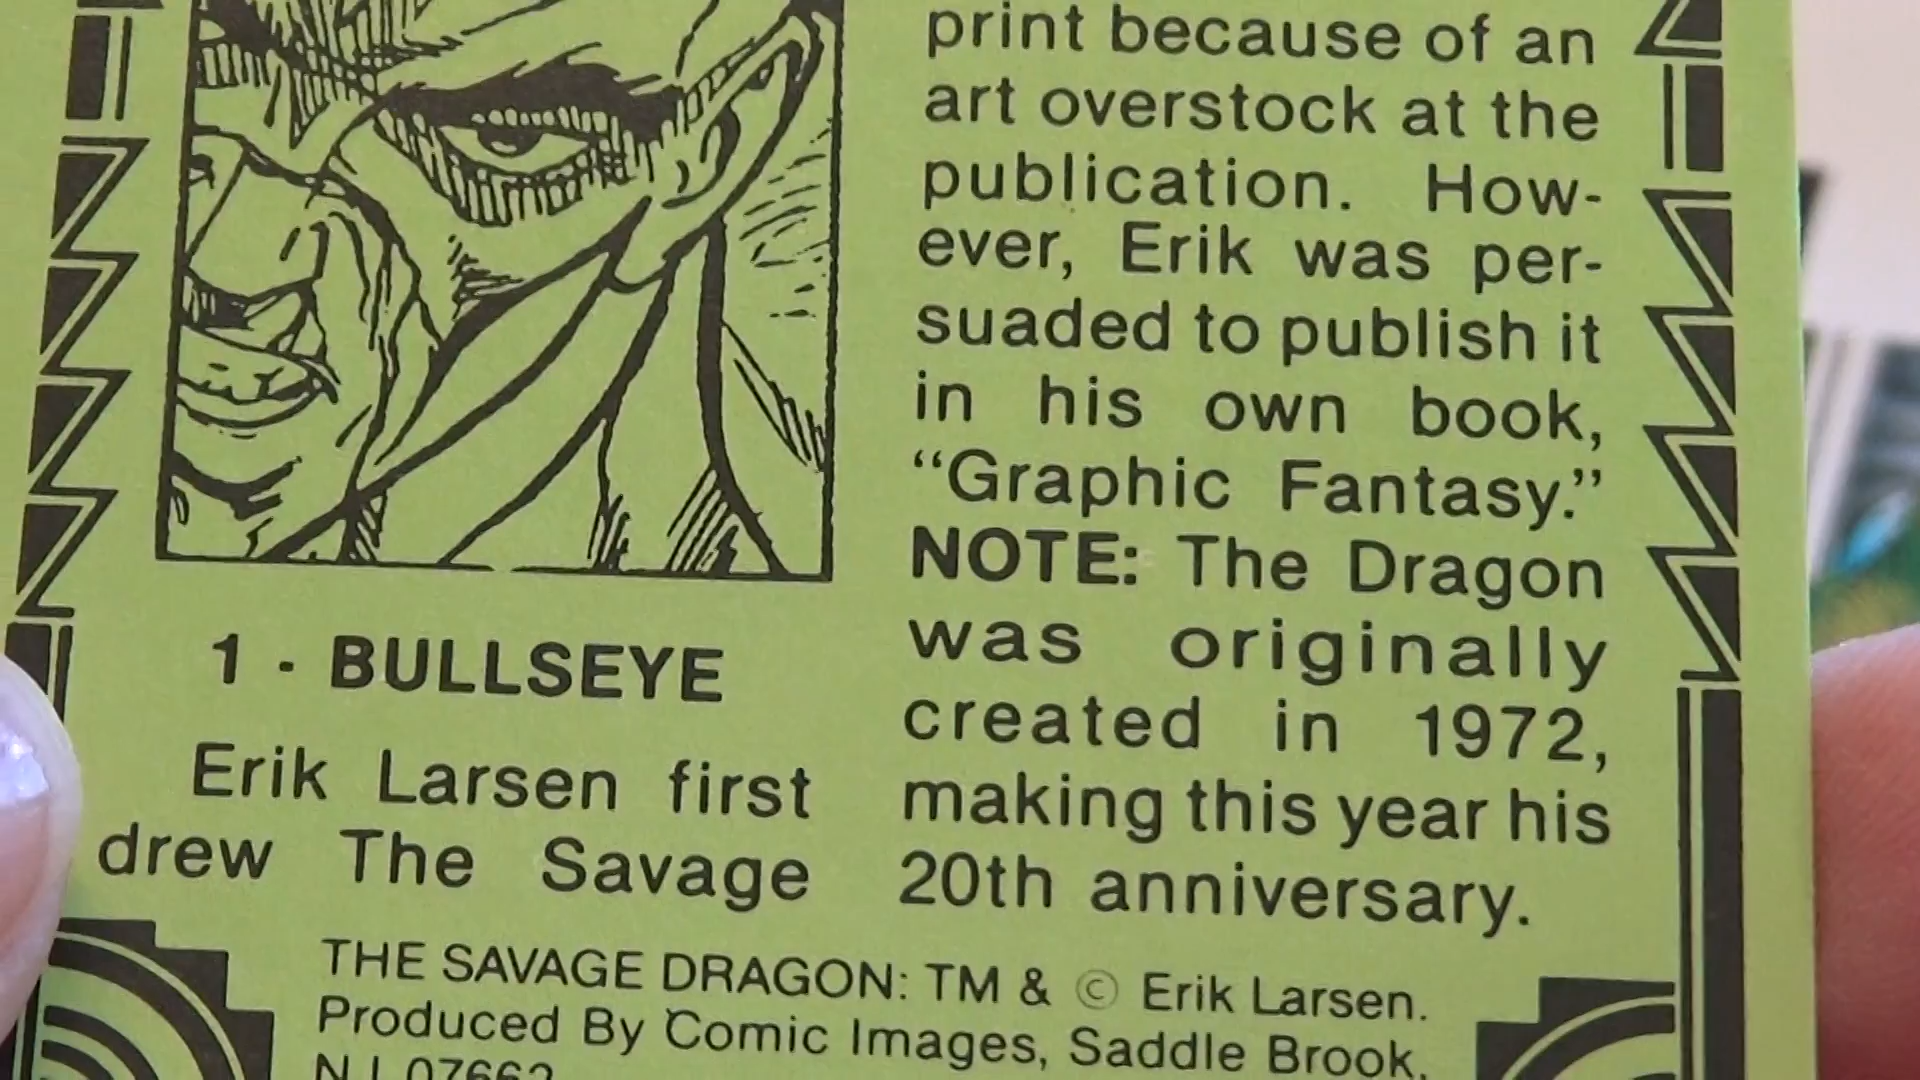 1 - BULLSEYE
Erik Larsen first
drew The Savage
print because of an
art overstock at the
publication. How-
ever, Erik was per-
suaded to publish it
in his own book,
“Graphic Fantasy.”
NOTE: The Dragon
was originally
created in 1972,
making this year his
20th anniversary.
THE SAVAGE DRAGON: TM & © Erik Larsen.
Produced By Comic Images, Saddle Brook,
NJ 07662